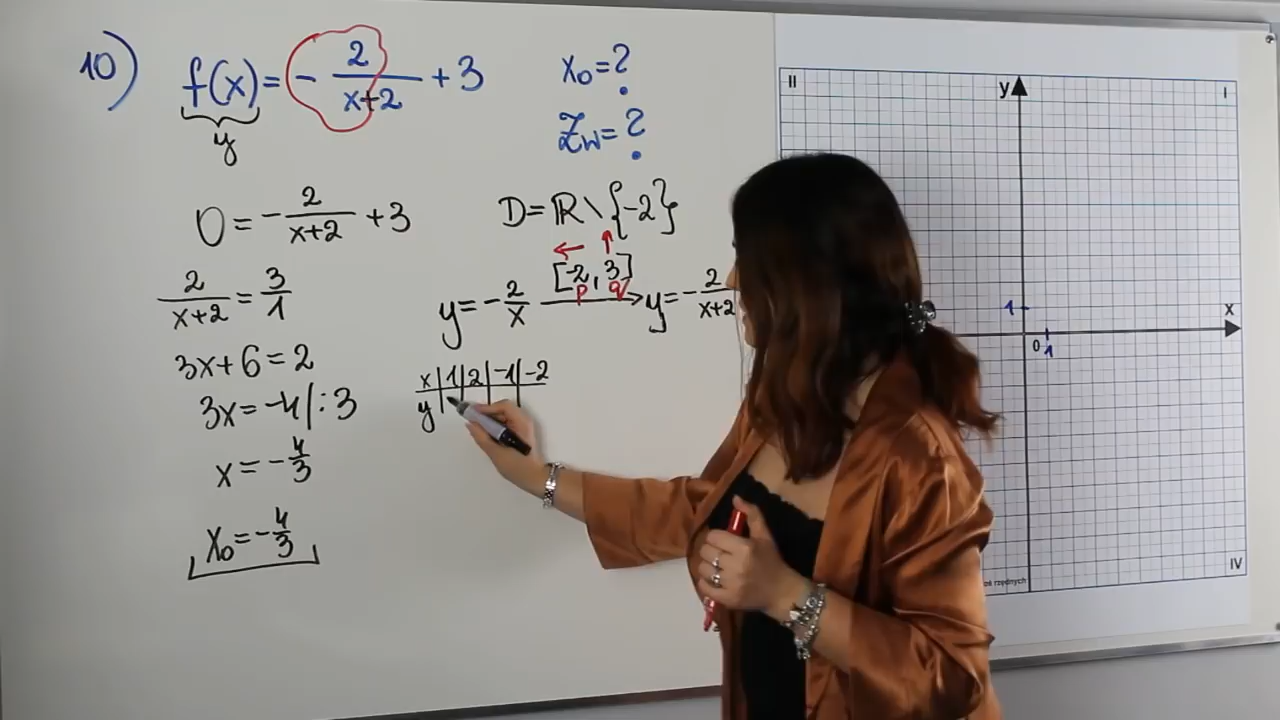 10) f(x) = - 2/(x+2) + 3
y
x₀ = ?
Zw = ?
0 = - 2/(x+2) + 3
2/(x+2) = 3/1
3x + 6 = 2
3x = -4 | : 3
x = - 4/3
x₀ = - 4/3
D = ℝ \ {-2}
← ↑
[-2, 3]
p q
y = - 2/x → y = - 2/(x+2)
x | 1 | 2 | -1 | -2
y
II
y
I
1
x
0
1
IV
rzędnych